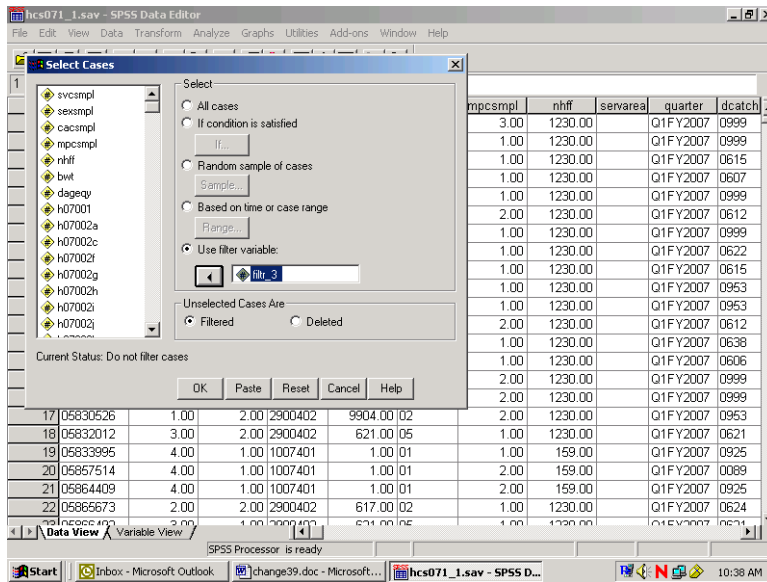 hcs071_1.sav - SPSS Data Editor
File Edit View Data Transform Analyze Graphs Utilities Add-ons Window Help
Select Cases
1
svcsmpl
sexsmpl
cacsmpl
mpcsmpl
nhff
bwt
dageqy
h07001
h07002a
h07002c
h07002f
h07002g
h07002h
h07002i
h07002j
Select
All cases
If condition is satisfied
If...
Random sample of cases
Sample...
Based on time or case range
Range...
Use filter variable:
filtr_3
Unselected Cases Are
Filtered Deleted
Current Status: Do not filter cases
OK Paste Reset Cancel Help
mpcsmpl nhff servarea quarter dcatch
3.00 1230.00 Q1FY2007 0999
1.00 1230.00 Q1FY2007 0999
1.00 1230.00 Q1FY2007 0615
1.00 1230.00 Q1FY2007 0607
1.00 1230.00 Q1FY2007 0999
2.00 1230.00 Q1FY2007 0612
1.00 1230.00 Q1FY2007 0999
1.00 1230.00 Q1FY2007 0622
1.00 1230.00 Q1FY2007 0615
1.00 1230.00 Q1FY2007 0953
1.00 1230.00 Q1FY2007 0953
2.00 1230.00 Q1FY2007 0612
1.00 1230.00 Q1FY2007 0638
1.00 1230.00 Q1FY2007 0606
2.00 1230.00 Q1FY2007 0999
2.00 1230.00 Q1FY2007 0999
17 05830526 1.00 2.00 2900402 9904.00 02 2.00 1230.00 Q1FY2007 0953
18 05832012 3.00 2.00 2900402 621.00 05 1.00 1230.00 Q1FY2007 0621
19 05833995 4.00 1.00 1007401 1.00 01 1.00 159.00 Q1FY2007 0925
20 05857514 4.00 1.00 1007401 1.00 01 2.00 159.00 Q1FY2007 0089
21 05864409 4.00 1.00 1007401 1.00 01 2.00 159.00 Q1FY2007 0925
22 05865673 2.00 2.00 2900402 617.00 02 1.00 1230.00 Q1FY2007 0624
Data View Variable View
SPSS Processor is ready
Start Inbox - Microsoft Outlook change39.doc - Microsoft... hcs071_1.sav - SPSS D... 10:38 AM